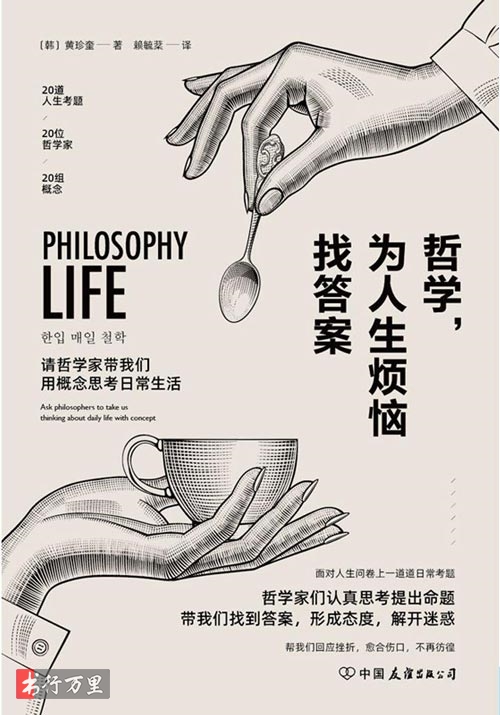 〔韩〕黄珍奎—著 赖毓棻—译
20道
人生考题
20位
哲学家
20组
概念
PHILOSOPHY
LIFE
한입 매일 철학
请哲学家带我们
用概念思考日常生活
Ask philosophers to take us
thinking about daily life with concept
哲学，
为人生烦恼
找答案
面对人生问卷上一道道日常考题
哲学家们认真思考提出命题
带我们找到答案，形成态度，解开迷惑
帮我们回应挫折，愈合伤口，不再彷徨
中国友谊出版公司
书行万里